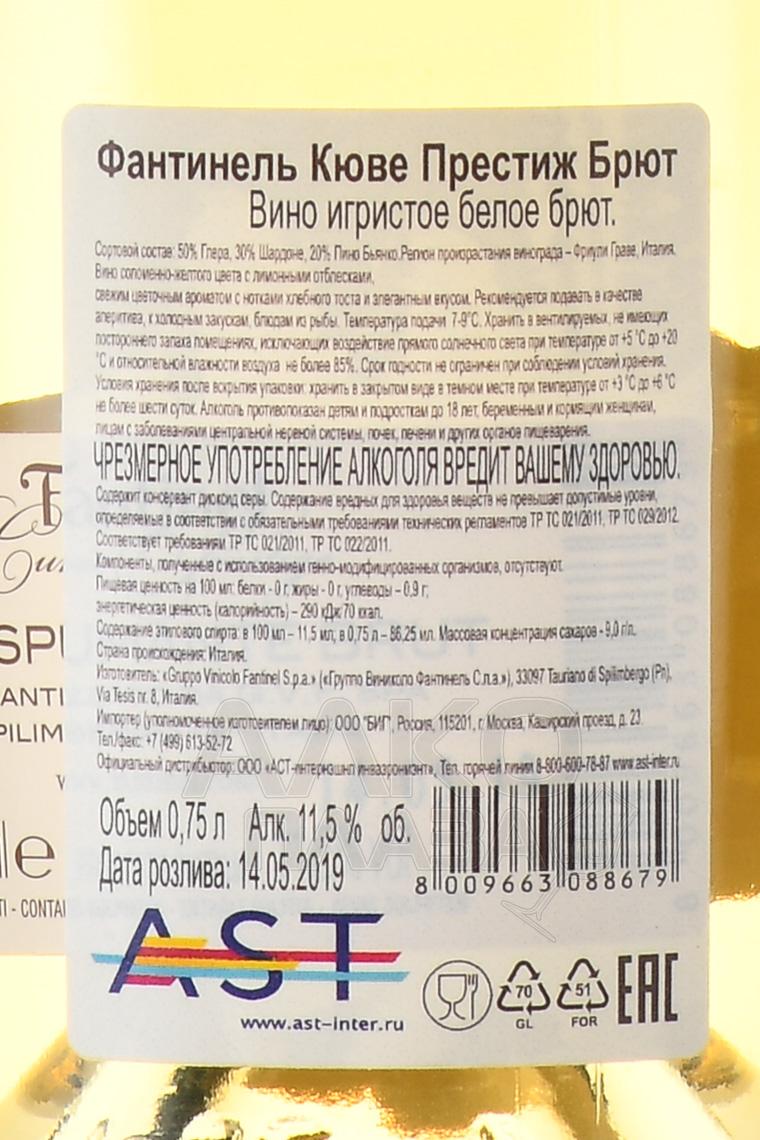 Фантинель Кюве Престиж Брют
Вино игристое белое брют.
Сортовой состав: 50% Глера, 30% Шардоне, 20% Пино Бьянко.Регион произрастания винограда – Фриули Граве, Италия.
Вино соломенно-желтого цвета с лимонными отблесками,
свежим цветочным ароматом с нотками хлебного тоста и элегантным вкусом. Рекомендуется подавать в качестве
аперитива, к холодным закускам, блюдам из рыбы. Температура подачи 7-9°С. Хранить в вентилируемых, не имеющих
постороннего запаха помещениях, исключающих воздействие прямого солнечного света при температуре от +5 °С до +20
°С и относительной влажности воздуха не более 85%. Срок годности не ограничен при соблюдении условий хранения.
Условия хранения после вскрытия упаковки: хранить в закрытом виде в темном месте при температуре от +3 °С до +6 °С
не более шести суток. Алкоголь противопоказан детям и подросткам до 18 лет, беременным и кормящим женщинам,
лицам с заболеваниями центральной нервной системы, почек, печени и других органов пищеварения.
ЧРЕЗМЕРНОЕ УПОТРЕБЛЕНИЕ АЛКОГОЛЯ ВРЕДИТ ВАШЕМУ ЗДОРОВЬЮ.
Содержит консервант диоксид серы. Содержание вредных для здоровья веществ не превышает допустимые уровни,
определяемые в соответствии с обязательными требованиями технических регламентов ТР ТС 021/2011, ТР ТС 029/2012.
Соответствует требованиям ТР ТС 021/2011, ТР ТС 022/2011.
Компоненты, полученные с использованием генно-модифицированных организмов, отсутствуют.
Пищевая ценность на 100 мл: белки - 0 г, жиры - 0 г, углеводы – 0,9 г;
энергетическая ценность (калорийность) – 290 кДж/70 ккал.
Содержание этилового спирта: в 100 мл – 11,5 мл, в 0,75 л – 86,25 мл. Массовая концентрация сахаров - 9,0 г/л.
Страна происхождения: Италия.
Изготовитель: «Gruppo Vinicolo Fantinel S.p.a.» («Группо Виниколо Фантинель С.п.а.»), 33097 Tauriano di Spilimbergo (Pn),
Via Tesis nr. 8, Италия.
Импортер (уполномоченное изготовителем лицо): ООО "БИГ", Россия, 115201, г. Москва, Каширский проезд, д. 23.
Тел./факс: +7 (499) 613-52-72
Официальный дистрибьютор: ООО «АСТ-интернэшнл инваэронмэнт», Тел. горячей линии 8-800-600-78-87 www.ast-inter.ru
Объем 0,75 л Алк. 11,5 % об.
Дата розлива: 14.05.2019
8 009663 088679
AST
www.ast-inter.ru
70
GL
51
FOR
EAC
АЛКО
ПРАВДА